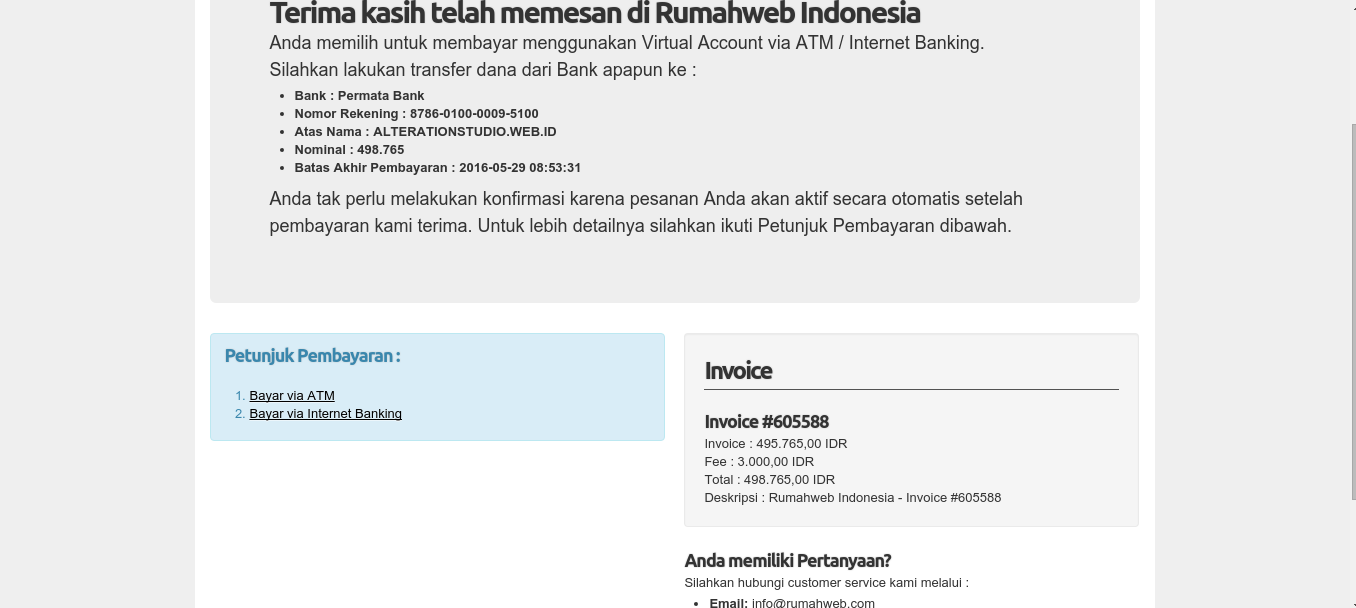 Terima kasih telah memesan di Rumahweb Indonesia
Anda memilih untuk membayar menggunakan Virtual Account via ATM / Internet Banking.
Silahkan lakukan transfer dana dari Bank apapun ke :
• Bank : Permata Bank
• Nomor Rekening : 8786-0100-0009-5100
• Atas Nama : ALTERATIONSTUDIO.WEB.ID
• Nominal : 498.765
• Batas Akhir Pembayaran : 2016-05-29 08:53:31
Anda tak perlu melakukan konfirmasi karena pesanan Anda akan aktif secara otomatis setelah
pembayaran kami terima. Untuk lebih detailnya silahkan ikuti Petunjuk Pembayaran dibawah.
Petunjuk Pembayaran :
1. Bayar via ATM
2. Bayar via Internet Banking
Invoice
Invoice #605588
Invoice : 495.765,00 IDR
Fee : 3.000,00 IDR
Total : 498.765,00 IDR
Deskripsi : Rumahweb Indonesia - Invoice #605588
Anda memiliki Pertanyaan?
Silahkan hubungi customer service kami melalui :
• Email: info@rumahweb.com